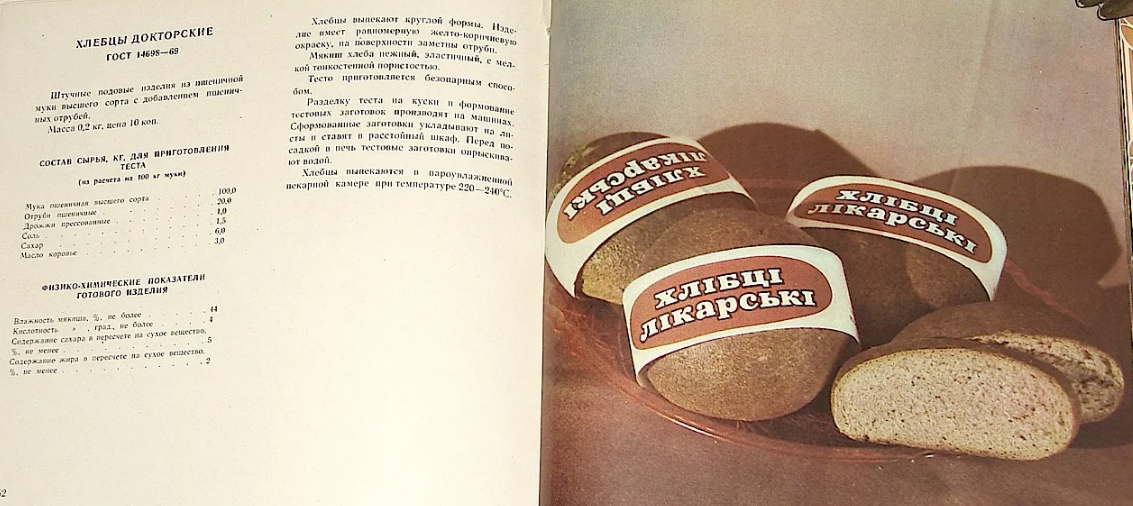 ХЛЕБЦЫ ДОКТОРСКИЕ
ГОСТ 14698—69
Штучные подовые изделия из пшеничной
муки высшего сорта с добавлением пшенич-
ных отрубей.
Масса 0,2 кг, цена 10 коп.
СОСТАВ СЫРЬЯ, КГ, ДЛЯ ПРИГОТОВЛЕНИЯ
ТЕСТА
(из расчета на 100 кг муки)
Мука пшеничная высшего сорта . . . 100,0
Отруби пшеничные . . . 20,0
Дрожжи прессованные . . . 1,0
Соль . . . 1,5
Сахар . . . 6,0
Масло коровье . . . 3,0
ФИЗИКО-ХИМИЧЕСКИЕ ПОКАЗАТЕЛИ
ГОТОВОГО ИЗДЕЛИЯ
Влажность мякиша, %, не более . . . 44
Кислотность » , град., не более . . . 4
Содержание сахара в пересчете на сухое вещество,
%, не менее . . . 5
Содержание жира в пересчете на сухое вещество,
%, не менее . . . 2
Хлебцы выпекают круглой формы. Изде-
лие имеет равномерную желто-коричневую
окраску, на поверхности заметны отруби.
Мякиш хлеба нежный, эластичный, с мел-
кой тонкостенной пористостью.
Тесто приготовляется безопарным спосо-
бом.
Разделку теста на куски и формование
тестовых заготовок производят на машинах.
Сформованные заготовки укладывают на ли-
сты и ставят в расстойный шкаф. Перед по-
садкой в печь тестовые заготовки опрыскива-
ют водой.
Хлебцы выпекаются в пароувлажненной
пекарной камере при температуре 220—240°С.
ХЛІБЦІ
ЛІКАРСЬКІ
ХЛІБЦІ
ЛІКАРСЬКІ
ХЛІБЦІ
ЛІКАРСЬКІ